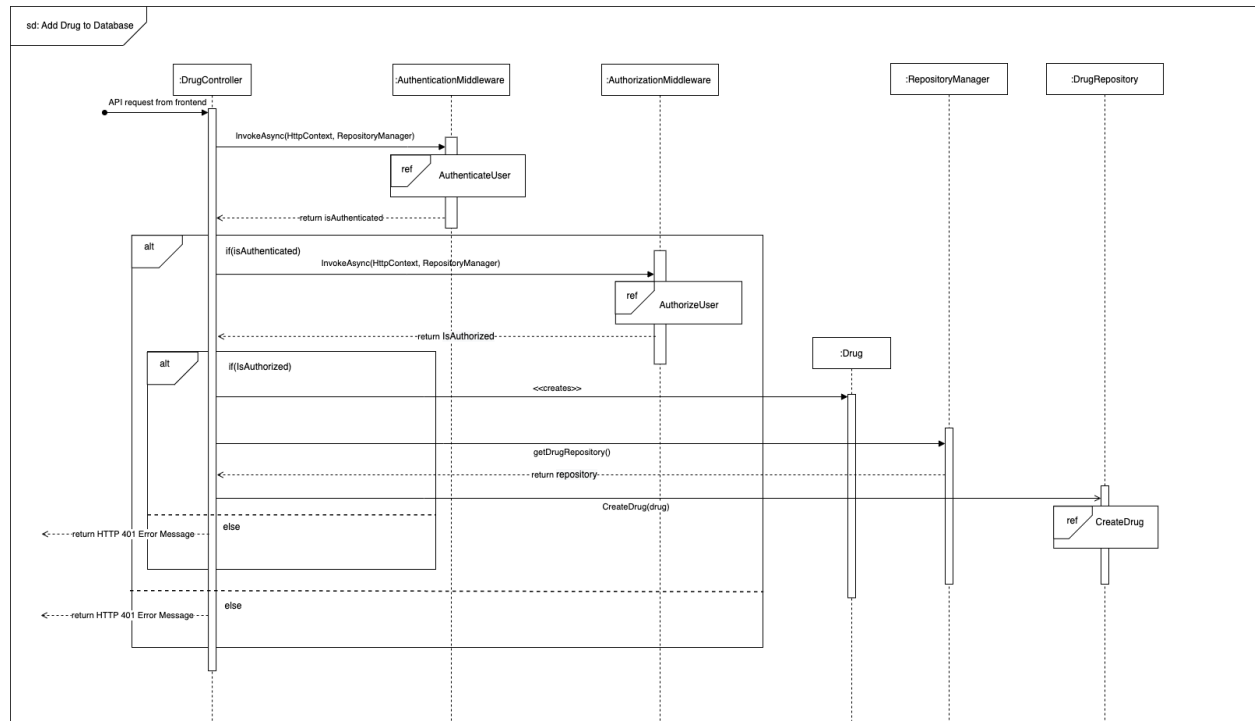 sd: Add Drug to Database
:DrugController
:AuthenticationMiddleware
:AuthorizationMiddleware
:RepositoryManager
:DrugRepository
API request from frontend
InvokeAsync(HttpContext, RepositoryManager)
ref
AuthenticateUser
return isAuthenticated
alt
if(isAuthenticated)
InvokeAsync(HttpContext, RepositoryManager)
ref
AuthorizeUser
return IsAuthorized
:Drug
alt
if(IsAuthorized)
<<creates>>
getDrugRepository()
return repository
CreateDrug(drug)
ref
CreateDrug
else
return HTTP 401 Error Message
else
return HTTP 401 Error Message